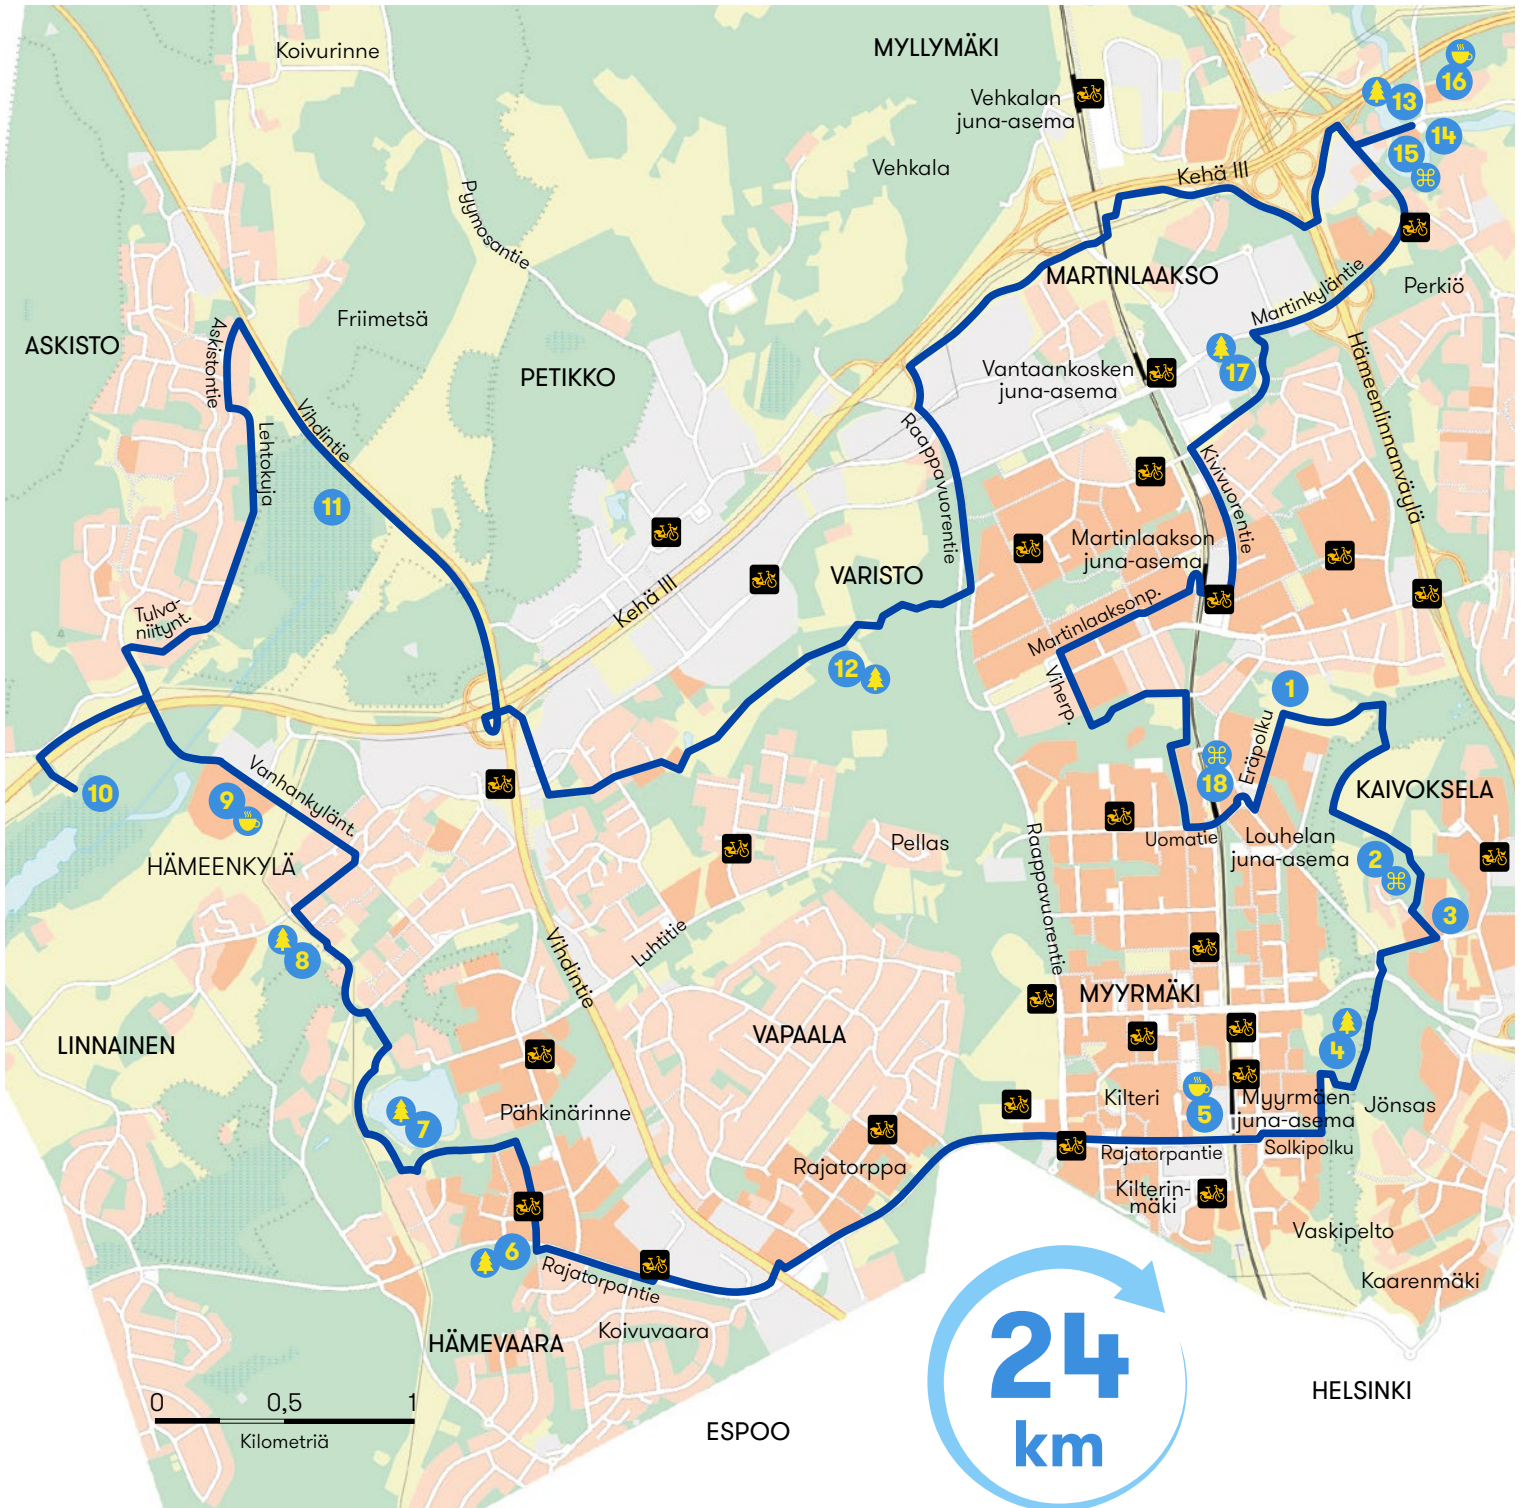 Koivurinne
MYLLYMÄKI
16
Vehkalan
juna-asema
13
14
15
Vehkala
Kehä III
Pyymosantie
MARTINLAAKSO
Perkiö
Martinkyläntie
Friimetsä
ASKISTO
Askistontie
PETIKKO
Vantaankosken
juna-asema
17
Hämeenlinnanväylä
Vihdintie
Lehtokuja
Raappavuorentie
Kivivuorentie
11
Martinlaakson
juna-asema
VARISTO
Kehä III
Tulva-
niitynt.
Martinlaaksonp.
12
Viherp.
1
Eräpolku
18
Vanhankylänt.
10
9
KAIVOKSELA
Uomatie
Louhelan
juna-asema
Pellas
HÄMEENKYLÄ
2
3
Raappavuorentie
Luhtitie
8
Vihdintie
MYYRMÄKI
VAPAALA
LINNAINEN
4
Kilteri
5
Myyrmäen
juna-asema
Jönsas
Pähkinärinne
7
Rajatorppa
Rajatorpantie
Solkipolku
Kilterin-
mäki
Vaskipelto
6
Rajatorpantie
Kaarenmäki
Koivuvaara
HÄMEVAARA
24
km
HELSINKI
0 0,5 1
Kilometriä
ESPOO